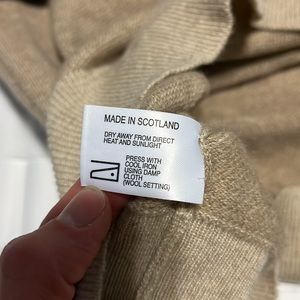 MADE IN SCOTLAND
DRY AWAY FROM DIRECT
HEAT AND SUNLIGHT
PRESS WITH
COOL IRON
USING DAMP
CLOTH
(WOOL SETTING)